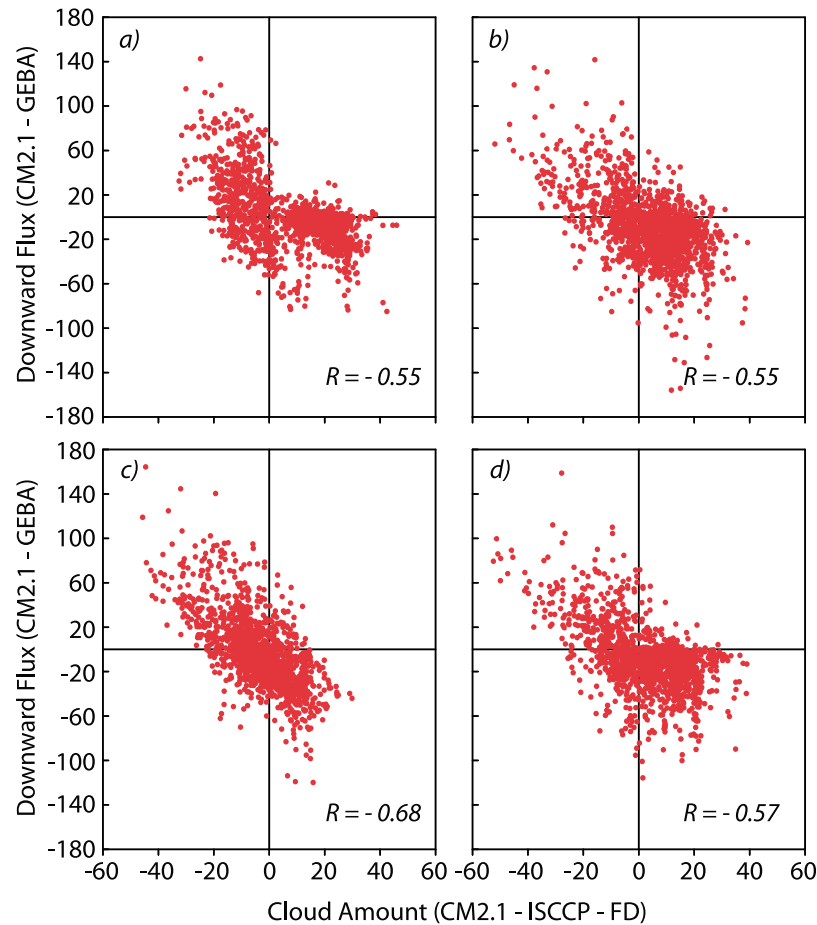 180
140
100
60
20
-20
-60
-100
-140
-180
Downward Flux (CM2.1 - GEBA)
a)
R = - 0.55
b)
R = - 0.55
180
140
100
60
20
-20
-60
-100
-140
-180
Downward Flux (CM2.1 - GEBA)
c)
R = - 0.68
d)
R = - 0.57
-60 -40 -20 0 20 40 -60 -40 -20 0 20 40 60
Cloud Amount (CM2.1 - ISCCP - FD)